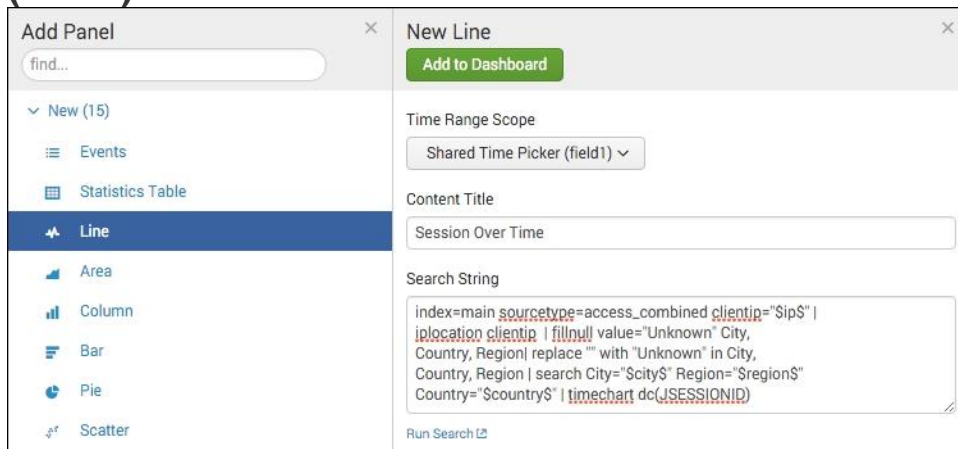 Add Panel
find...
New (15)
Events
Statistics Table
Line
Area
Column
Bar
Pie
Scatter
New Line
Add to Dashboard
Time Range Scope
Shared Time Picker (field1)
Content Title
Session Over Time
Search String
index=main sourcetype=access_combined clientip="$ip$" |
iplocation clientip | fillnull value="Unknown" City,
Country, Region| replace "" with "Unknown" in City,
Country, Region | search City="$city$" Region="$region$"
Country="$country$" | timechart dc(JSESSIONID)
Run Search